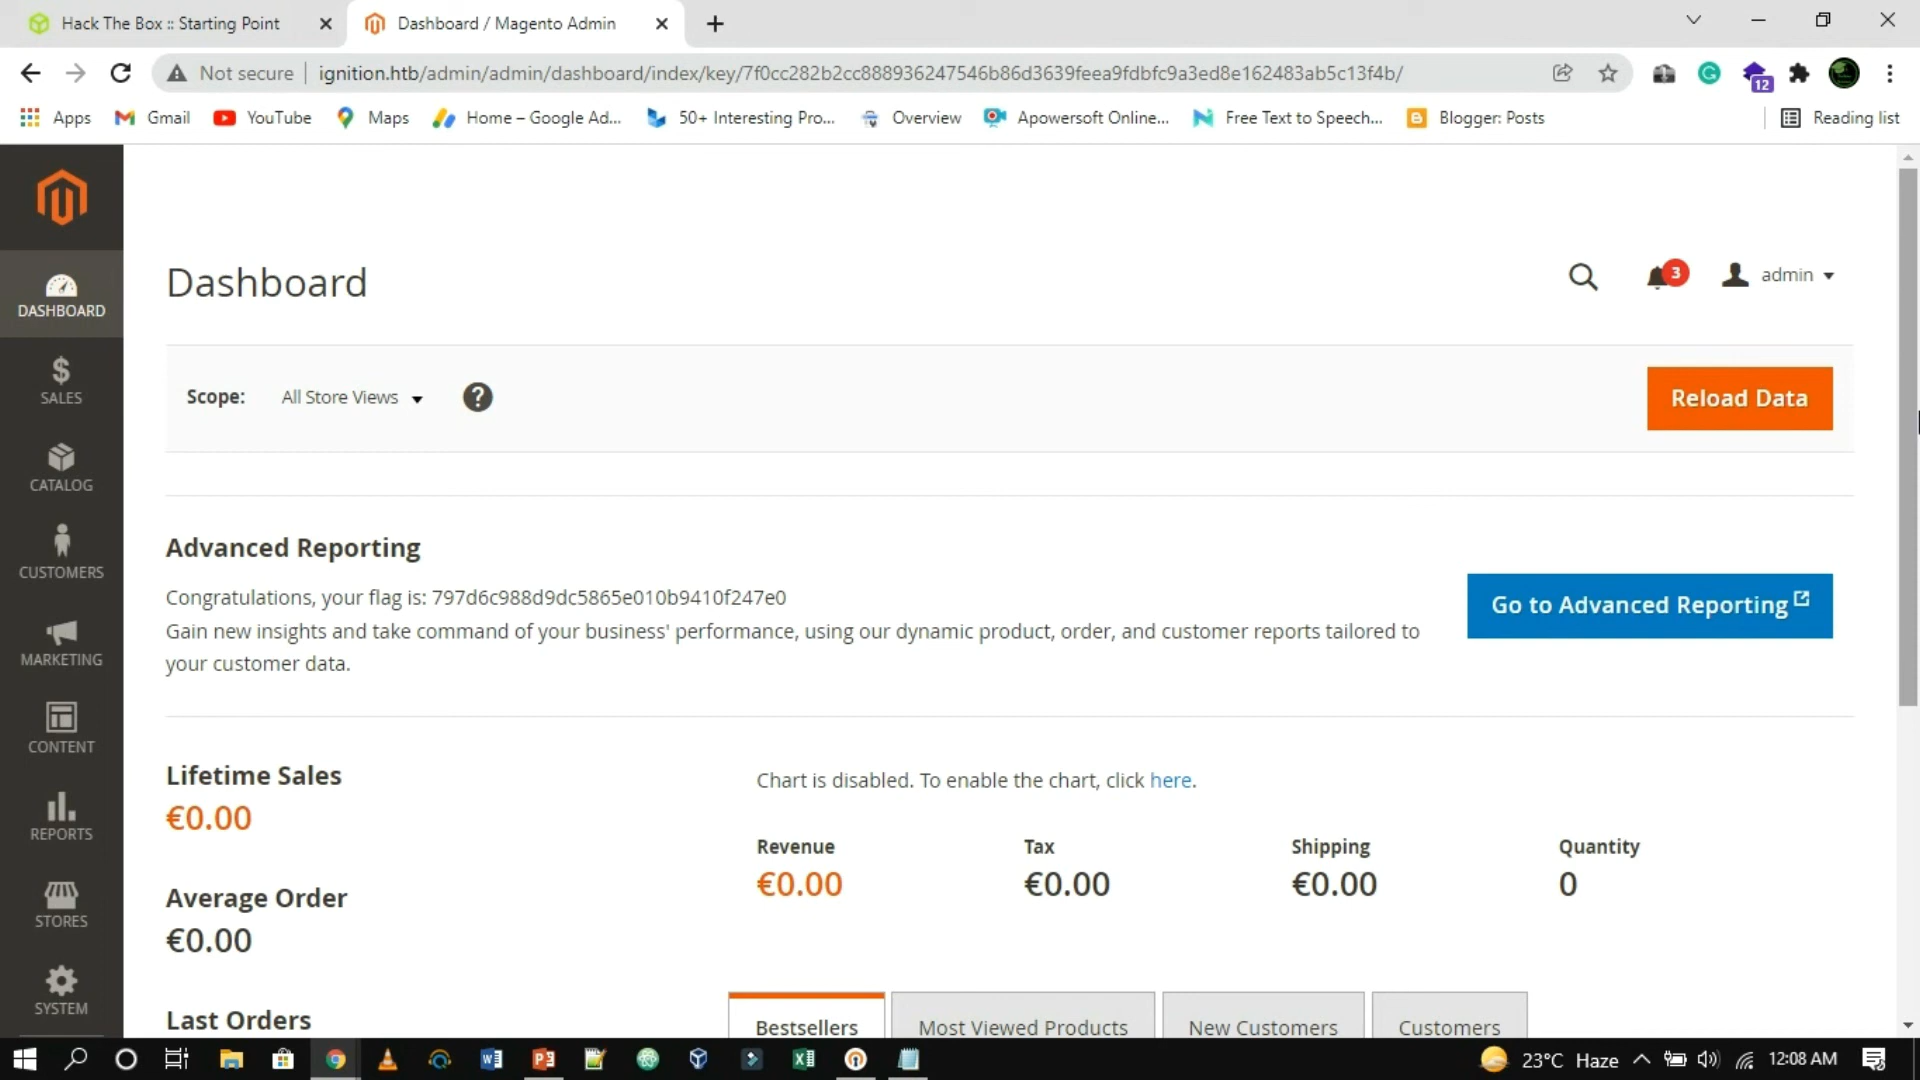 Hack The Box :: Starting Point
Dashboard / Magento Admin
Not secure
ignition.htb/admin/admin/dashboard/index/key/7f0cc282b2cc888936247546b86d3639feea9fdbfc9a3ed8e162483ab5c13f4b/
12
Apps
Gmail
YouTube
Maps
Home – Google Ad...
50+ Interesting Pro...
Overview
Apowersoft Online...
Free Text to Speech...
Blogger: Posts
Reading list
DASHBOARD
SALES
CATALOG
CUSTOMERS
MARKETING
CONTENT
REPORTS
STORES
SYSTEM
Dashboard
3
admin
Scope:
All Store Views
?
Reload Data
Advanced Reporting
Congratulations, your flag is: 797d6c988d9dc5865e010b9410f247e0
Gain new insights and take command of your business' performance, using our dynamic product, order, and customer reports tailored to
your customer data.
Go to Advanced Reporting
Lifetime Sales
€0.00
Average Order
€0.00
Last Orders
Chart is disabled. To enable the chart, click here.
Revenue
€0.00
Tax
€0.00
Shipping
€0.00
Quantity
0
Bestsellers
Most Viewed Products
New Customers
Customers
23°C Haze
12:08 AM